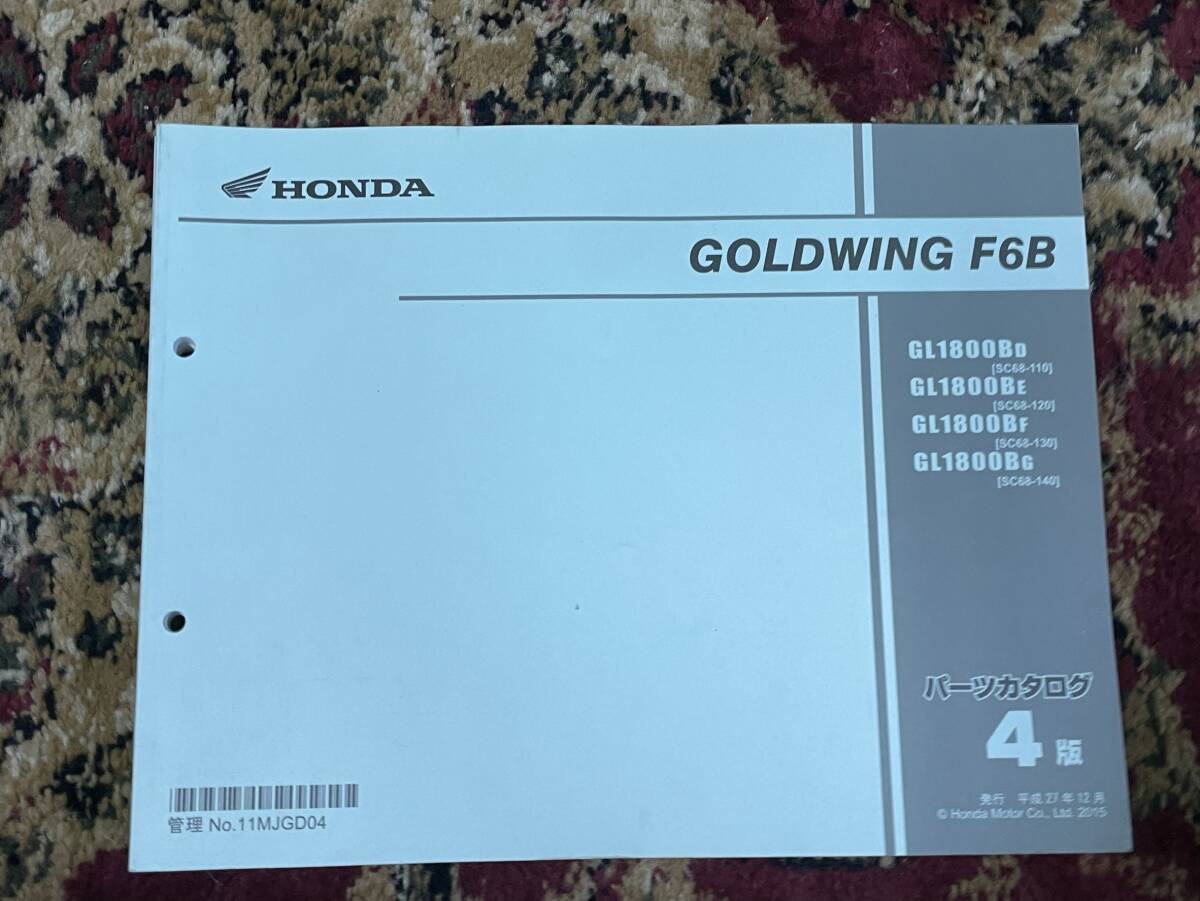 HONDA
GOLDWING F6B
GL1800BD
[SC68-110]
GL1800BE
[SC68-120]
GL1800BF
[SC68-130]
GL1800BG
[SC68-140]
パーツカタログ
4版
発行 平成27年12月
© Honda Motor Co., Ltd. 2015
管理 No.11MJGD04